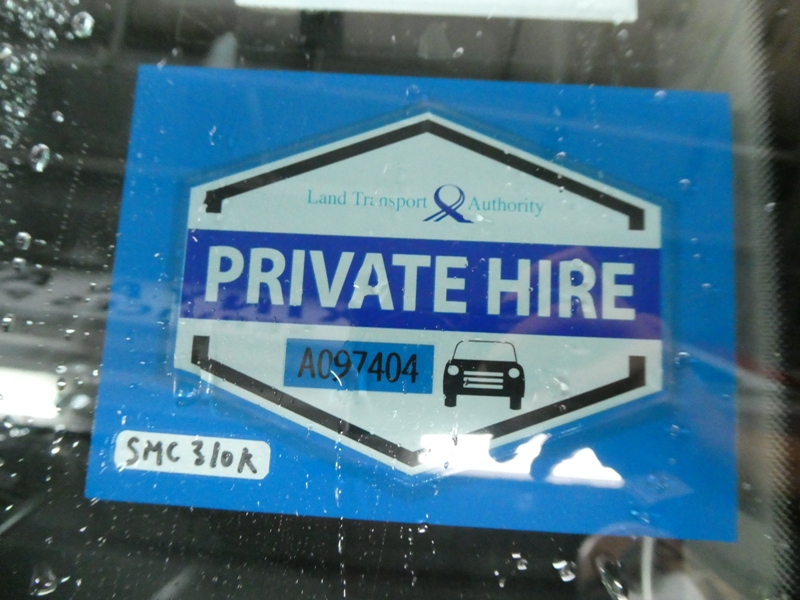 Land Transport Authority
PRIVATE HIRE
A097404
SMC 310K